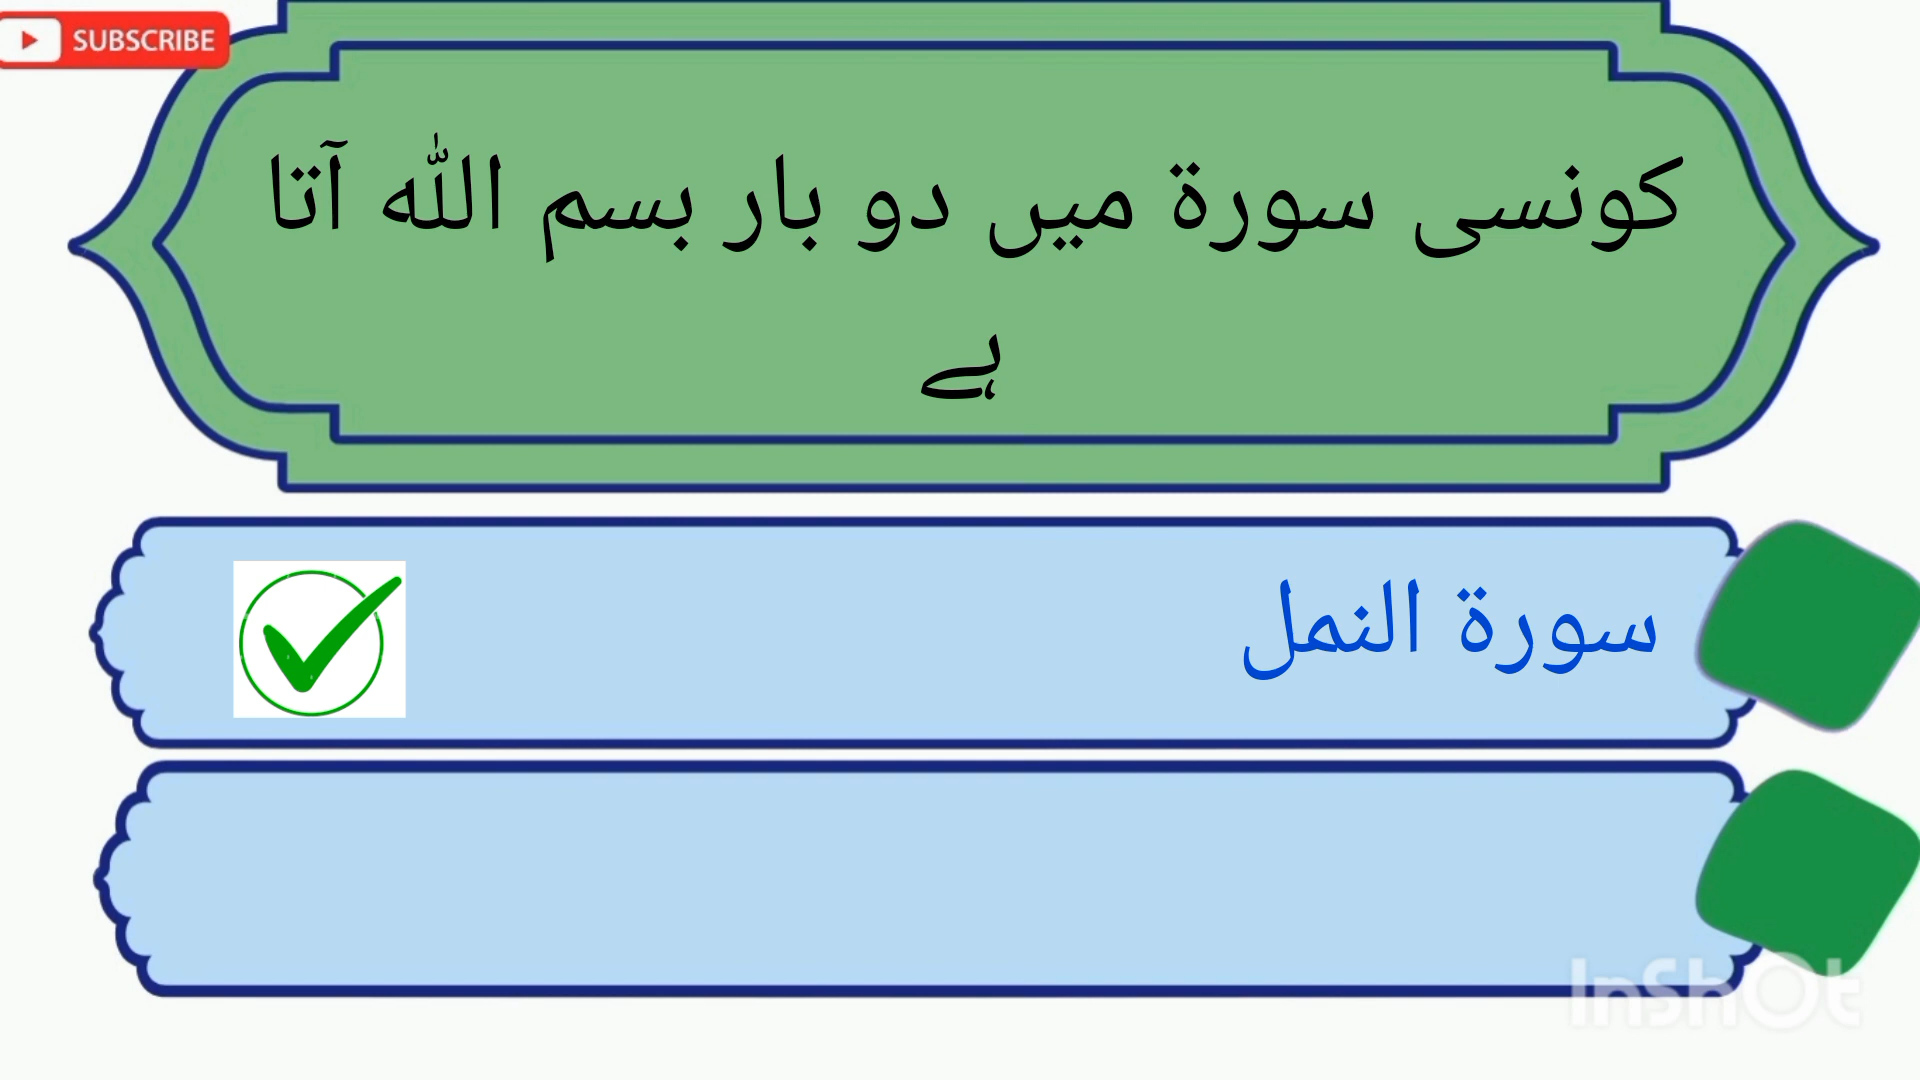 SUBSCRIBE
کونسی سورۃ میں دو بار بسم اللہ آتا
ہے
سورۃ النمل
InShOt